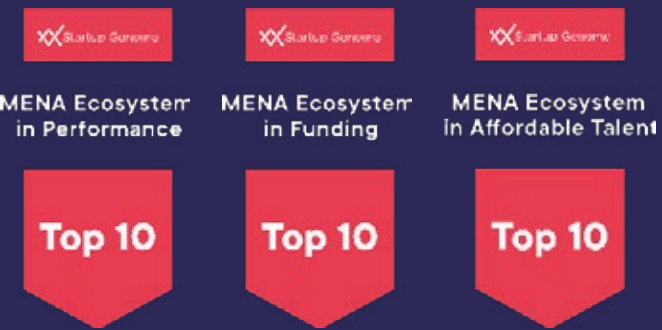 Startup Genome
MENA Ecosystem
in Performance
Top 10
Startup Genome
MENA Ecosystem
in Funding
Top 10
Startup Genome
MENA Ecosystem
in Affordable Talent
Top 10